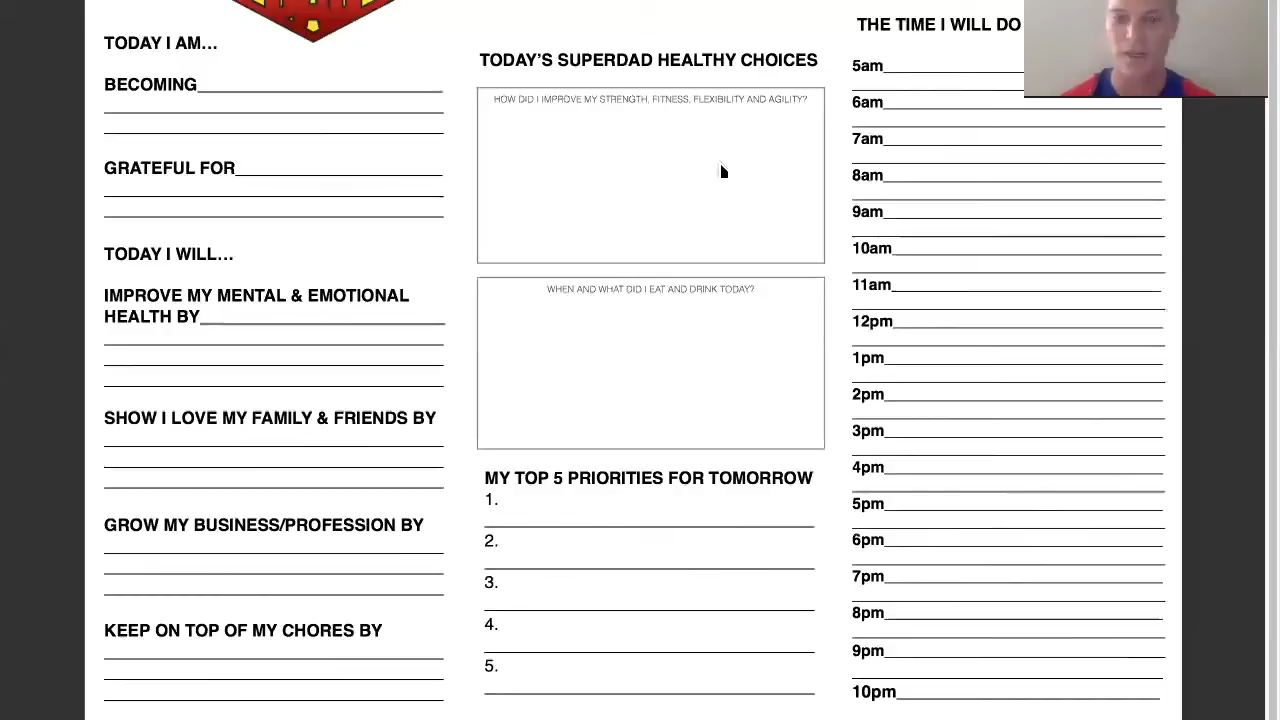 TODAY I AM...
BECOMING
GRATEFUL FOR
TODAY I WILL...
IMPROVE MY MENTAL & EMOTIONAL
HEALTH BY
SHOW I LOVE MY FAMILY & FRIENDS BY
GROW MY BUSINESS/PROFESSION BY
KEEP ON TOP OF MY CHORES BY
TODAY'S SUPERDAD HEALTHY CHOICES
HOW DID I IMPROVE MY STRENGTH, FITNESS, FLEXIBILITY AND AGILITY?
WHEN AND WHAT DID I EAT AND DRINK TODAY?
MY TOP 5 PRIORITIES FOR TOMORROW
1.
2.
3.
4.
5.
THE TIME I WILL DO
5am
6am
7am
8am
9am
10am
11am
12pm
1pm
2pm
3pm
4pm
5pm
6pm
7pm
8pm
9pm
10pm